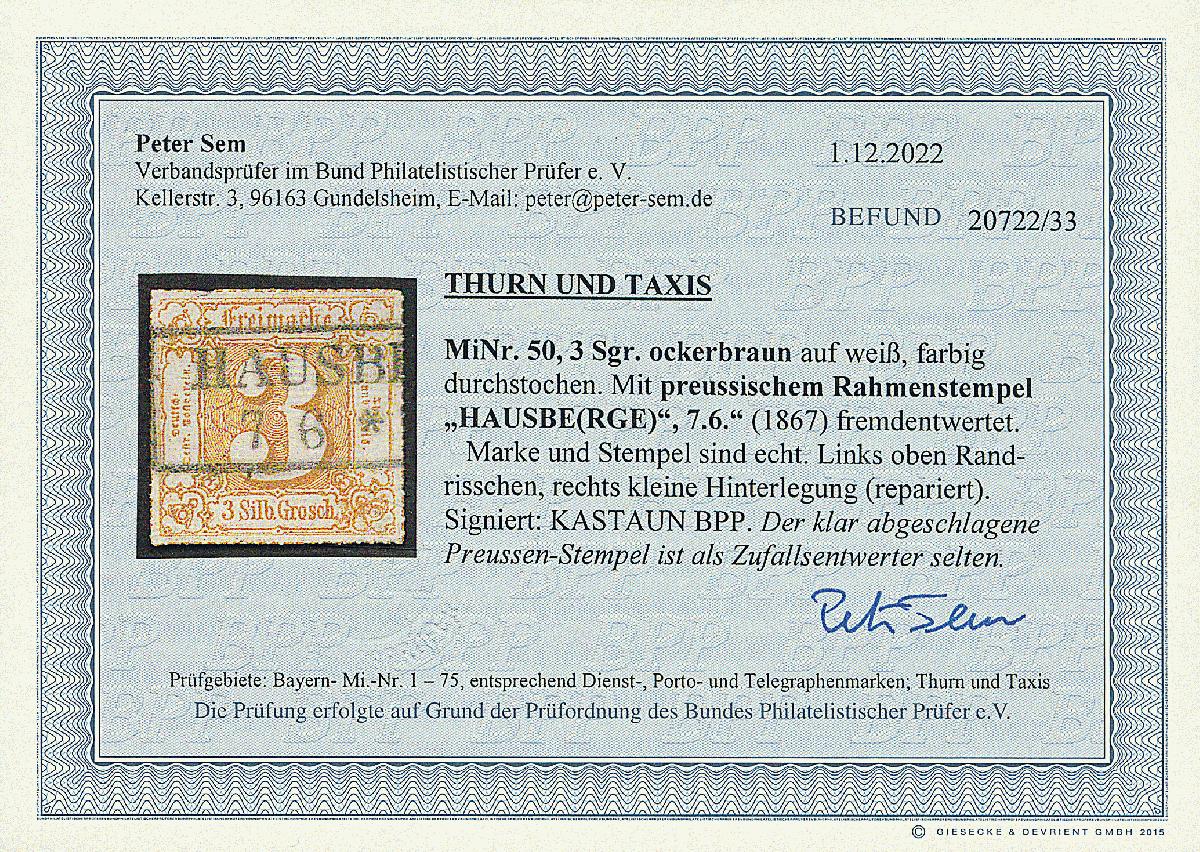 Peter Sem
Verbandsprüfer im Bund Philatelistischer Prüfer e. V.
Kellerstr. 3, 96163 Gundelsheim, E-Mail: peter@peter-sem.de
1.12.2022
BEFUND 20722/33
THURN UND TAXIS
Freimarke
HAUSBE
7 6 *
3
3 Silb. Grosch.
MiNr. 50, 3 Sgr. ockerbraun auf weiß, farbig
durchstochen. Mit preussischem Rahmenstempel
„HAUSBE(RGE)“, 7.6.“ (1867) fremdentwertet.
Marke und Stempel sind echt. Links oben Rand-
risschen, rechts kleine Hinterlegung (repariert).
Signiert: KASTAUN BPP. Der klar abgeschlagene
Preussen-Stempel ist als Zufallsentwerter selten.
Peter Sem
Prüfgebiete: Bayern- Mi.-Nr. 1 – 75, entsprechend Dienst-, Porto- und Telegraphenmarken; Thurn und Taxis
Die Prüfung erfolgte auf Grund der Prüfordnung des Bundes Philatelistischer Prüfer e.V.
© GIESECKE & DEVRIENT GMBH 2015